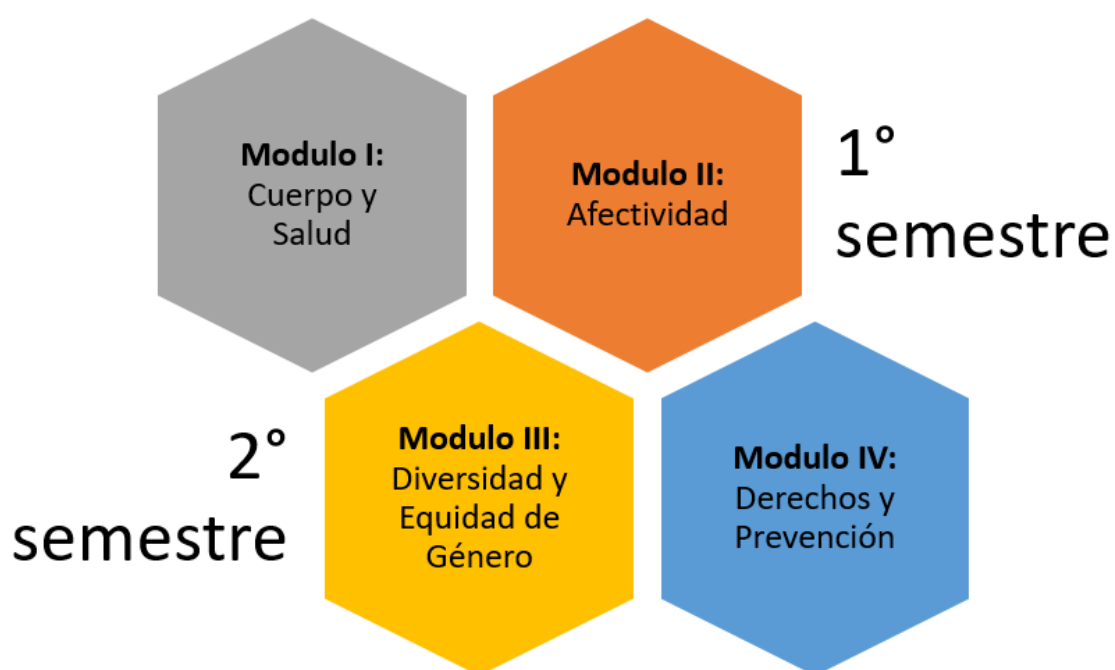 Modulo I:
Cuerpo y
Salud
Modulo II:
Afectividad
1°
semestre
2°
semestre
Modulo III:
Diversidad y
Equidad de
Género
Modulo IV:
Derechos y
Prevención